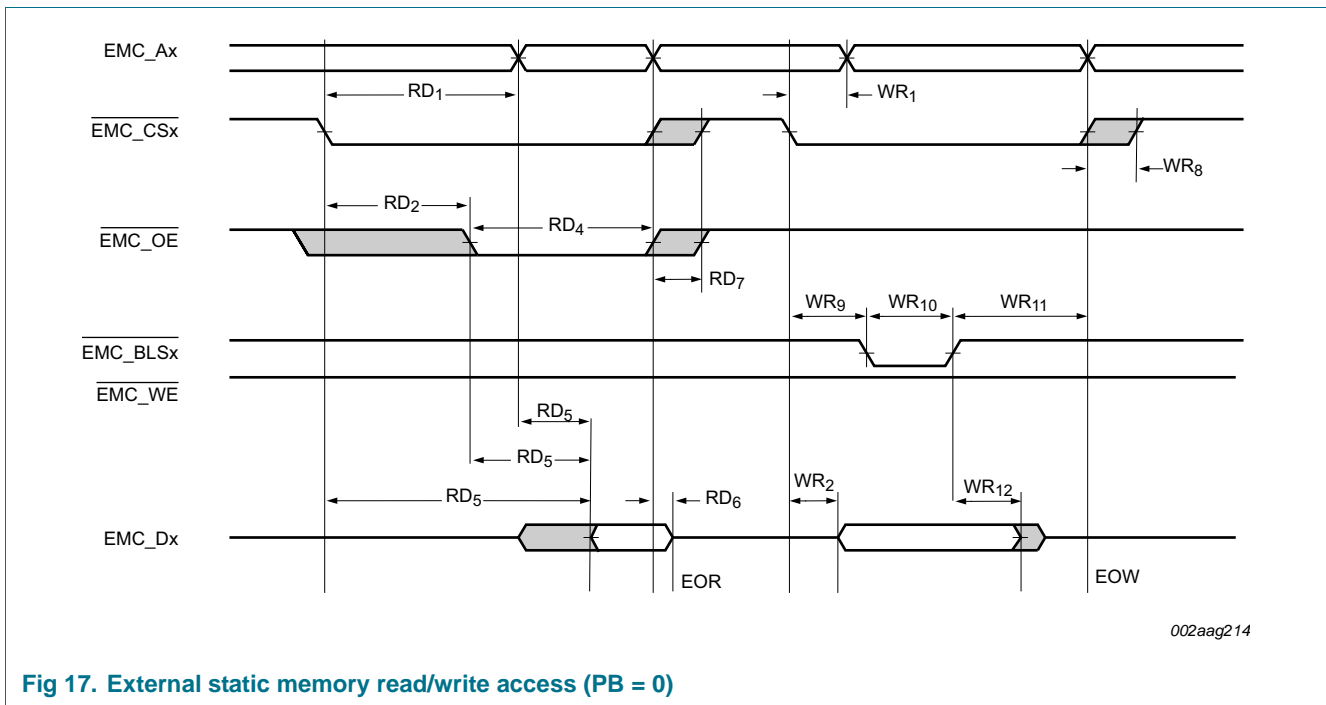 EMC_Ax
RD1
WR1
EMC_CSx
WR8
RD2
RD4
EMC_OE
RD7
WR9
WR10
WR11
EMC_BLSx
EMC_WE
RD5
RD5
RD5
RD6
WR2
WR12
EMC_Dx
EOR
EOW
002aag214
Fig 17. External static memory read/write access (PB = 0)